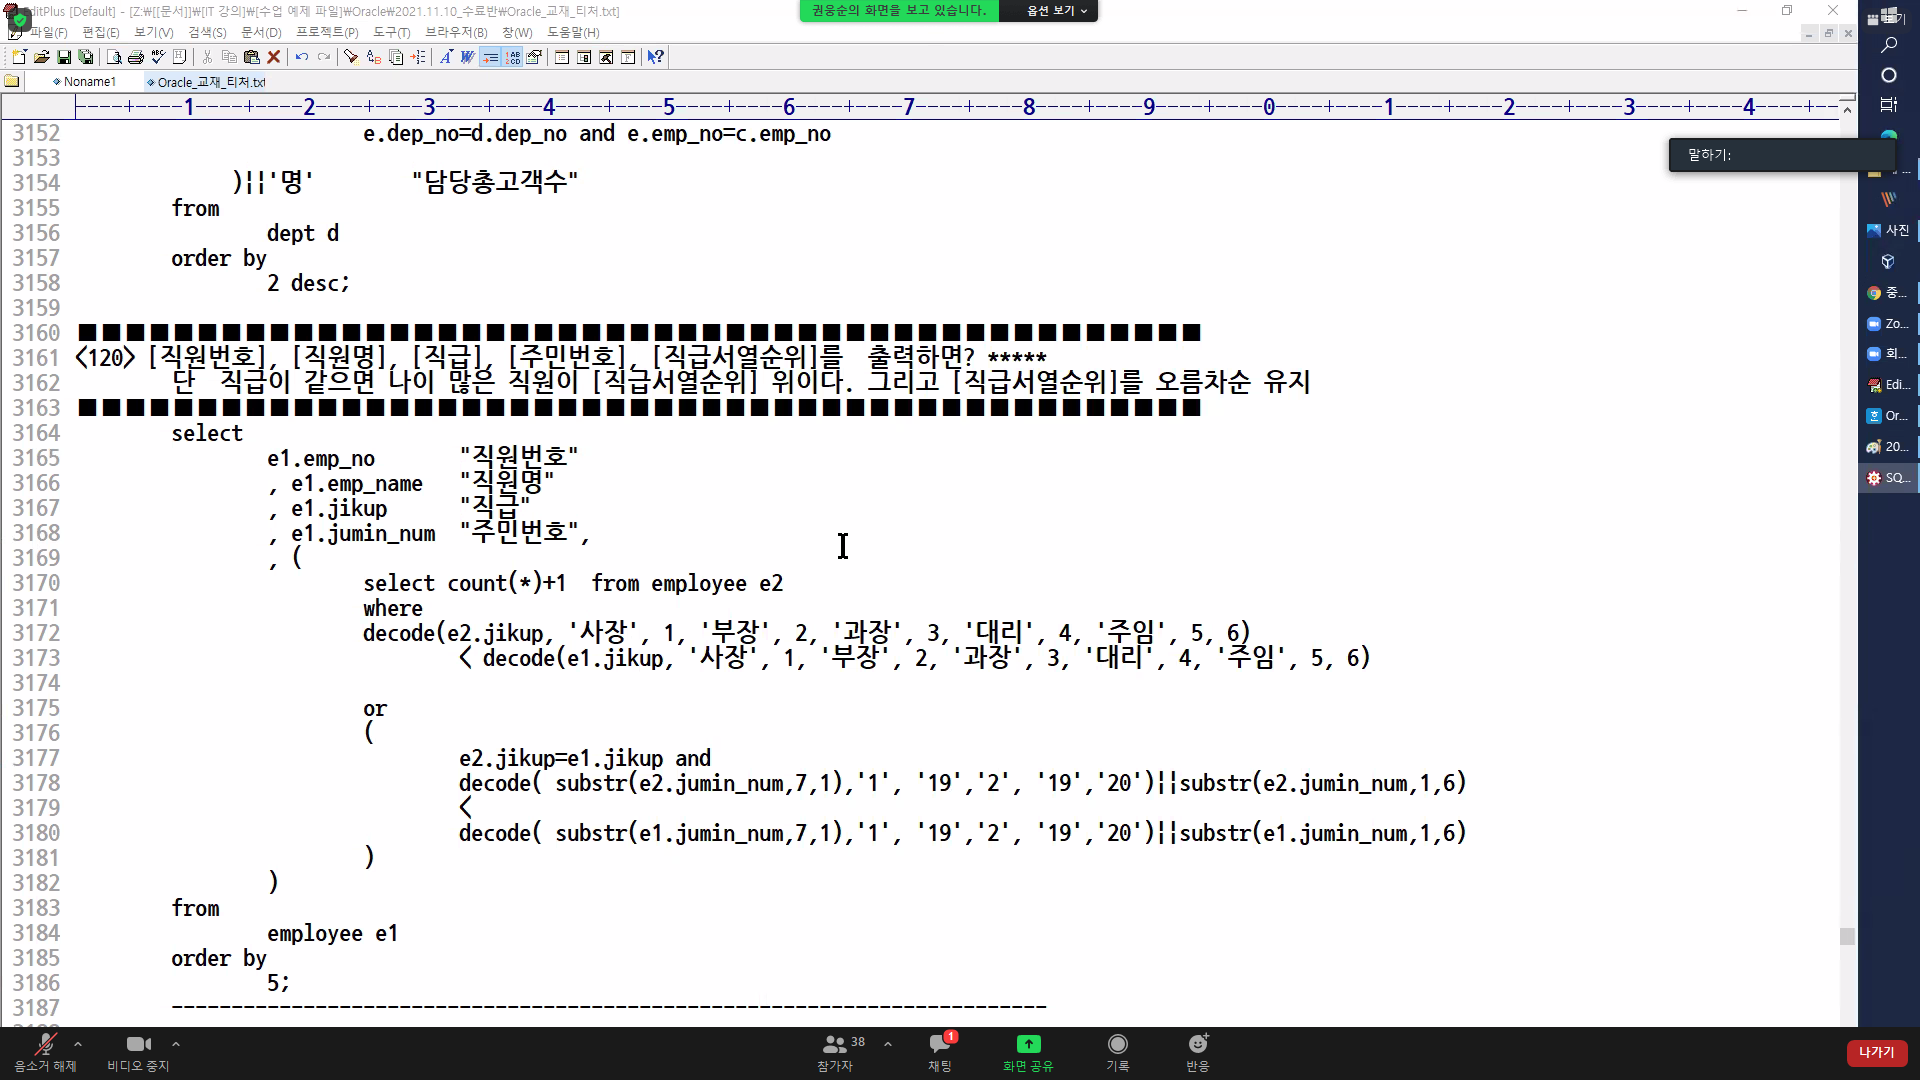 EditPlus [Default] - [Z:₩[[문서]]₩[IT 강의]₩[수업 예제 파일]₩Oracle₩2021.11.10_수료반₩Oracle_교재_티처.txt]
권웅순의 화면을 보고 있습니다.
옵션 보기
파일(F) 편집(E) 보기(V) 검색(S) 문서(D) 프로젝트(P) 도구(T) 브라우저(B) 창(W) 도움말(H)
Noname1
Oracle_교재_티처.txt
----+----1----+----2----+----3----+----4----+----5----+----6----+----7----+----8----+----9----+----0----+----1----+----2----+----3----+----4----+--
3152 e.dep_no=d.dep_no and e.emp_no=c.emp_no
3153
3154 )||'명' "담당총고객수"
3155 from
3156 dept d
3157 order by
3158 2 desc;
3159
3160 ■■■■■■■■■■■■■■■■■■■■■■■■■■■■■■■■■■■■■■■■■■■■■■■
3161 <120> [직원번호], [직원명], [직급], [주민번호], [직급서열순위]를 출력하면? *****
3162 단 직급이 같으면 나이 많은 직원이 [직급서열순위] 위이다. 그리고 [직급서열순위]를 오름차순 유지
3163 ■■■■■■■■■■■■■■■■■■■■■■■■■■■■■■■■■■■■■■■■■■■■■■■
3164 select
3165 e1.emp_no "직원번호"
3166 , e1.emp_name "직원명"
3167 , e1.jikup "직급"
3168 , e1.jumin_num "주민번호",
3169 , (
3170 select count(*)+1 from employee e2
3171 where
3172 decode(e2.jikup, '사장', 1, '부장', 2, '과장', 3, '대리', 4, '주임', 5, 6)
3173 < decode(e1.jikup, '사장', 1, '부장', 2, '과장', 3, '대리', 4, '주임', 5, 6)
3174
3175 or
3176 (
3177 e2.jikup=e1.jikup and
3178 decode( substr(e2.jumin_num,7,1),'1', '19','2', '19','20')||substr(e2.jumin_num,1,6)
3179 <
3180 decode( substr(e1.jumin_num,7,1),'1', '19','2', '19','20')||substr(e1.jumin_num,1,6)
3181 )
3182 )
3183 from
3184 employee e1
3185 order by
3186 5;
3187 -------------------------------------------------------------------------
말하기:
사진
중...
Zo...
회...
Edi...
Or...
20...
SQ...
음소거 해제
비디오 중지
38
참가자
1
채팅
화면 공유
기록
반응
나가기